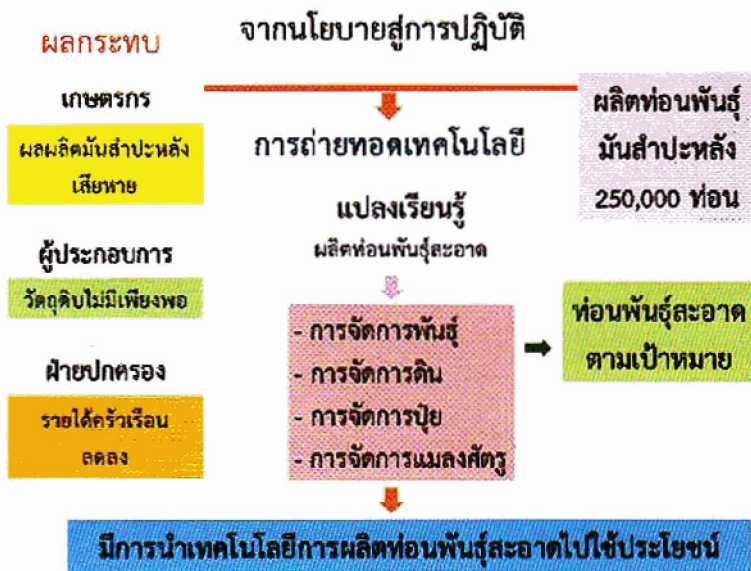 ผลกระทบ
เกษตรกร
ผลผลิตมันสำปะหลัง
เสียหาย
ผู้ประกอบการ
วัตถุดิบไม่มีเพียงพอ
ฝ่ายปกครอง
รายได้ครัวเรือน
ลดลง
จากนโยบายสู่การปฏิบัติ
การถ่ายทอดเทคโนโลยี
แปลงเรียนรู้
ผลิตท่อนพันธุ์สะอาด
- การจัดการพันธุ์
- การจัดการดิน
- การจัดการปุ๋ย
- การจัดการแมลงศัตรู
ผลิตท่อนพันธุ์
มันสำปะหลัง
250,000 ท่อน
ท่อนพันธุ์สะอาด
ตามเป้าหมาย
มีการนำเทคโนโลยีการผลิตท่อนพันธุ์สะอาดไปใช้ประโยชน์